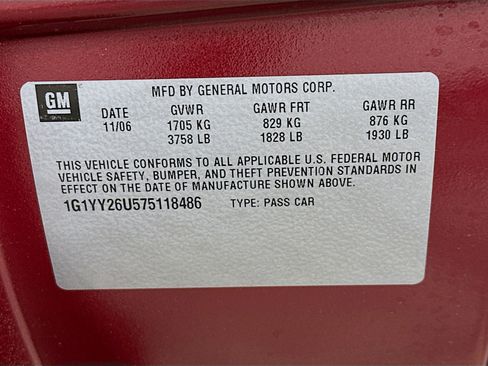 GM
MFD BY GENERAL MOTORS CORP.
DATE GVWR GAWR FRT GAWR RR
11/06 1705 KG 829 KG 876 KG
3758 LB 1828 LB 1930 LB
THIS VEHICLE CONFORMS TO ALL APPLICABLE U.S. FEDERAL MOTOR
VEHICLE SAFETY, BUMPER, AND THEFT PREVENTION STANDARDS IN
EFFECT ON THE DATE OF MANUFACTURE SHOWN ABOVE.
1G1YY26U575118486 TYPE: PASS CAR